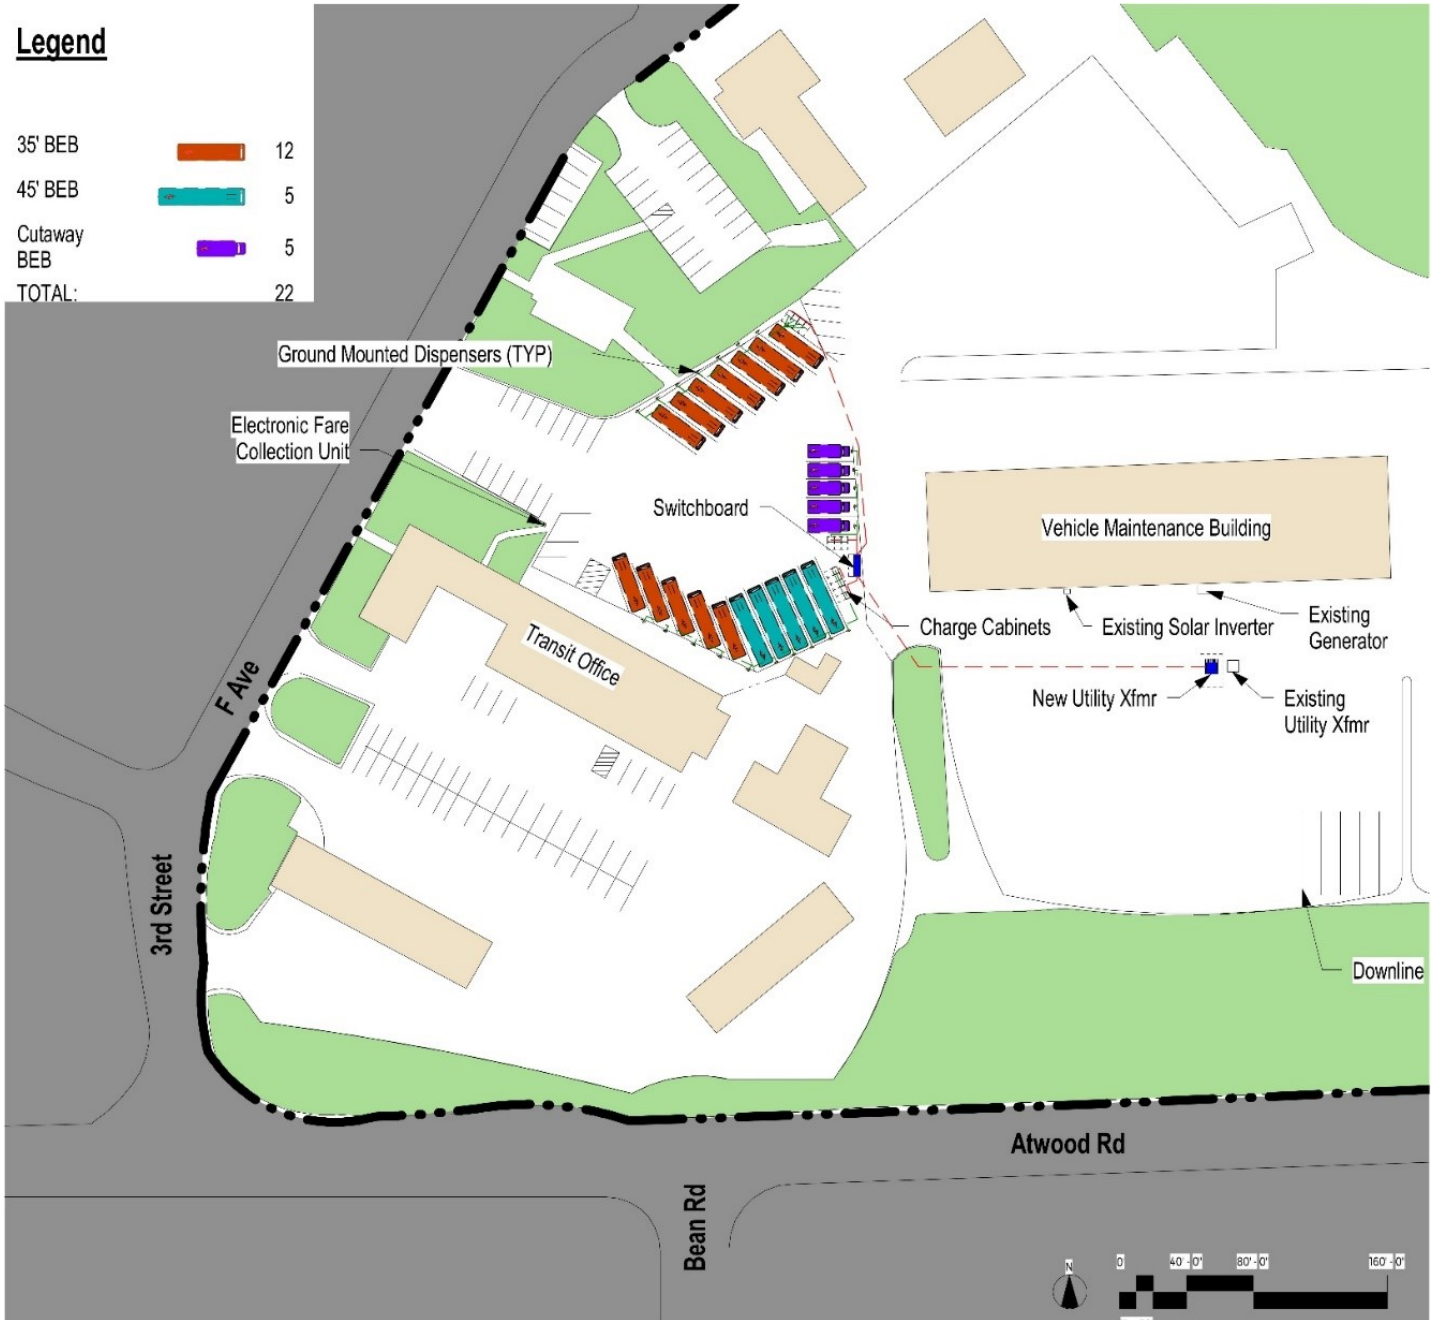 Legend
35' BEB 12
45' BEB 5
Cutaway
BEB 5
TOTAL: 22
Ground Mounted Dispensers (TYP)
Electronic Fare
Collection Unit
Switchboard
Vehicle Maintenance Building
Charge Cabinets
Existing Solar Inverter
Existing
Generator
Transit Office
New Utility Xfmr
Existing
Utility Xfmr
F Ave
3rd Street
Downline
Atwood Rd
Bean Rd
N
0 40' - 0" 80' - 0" 160' - 0"